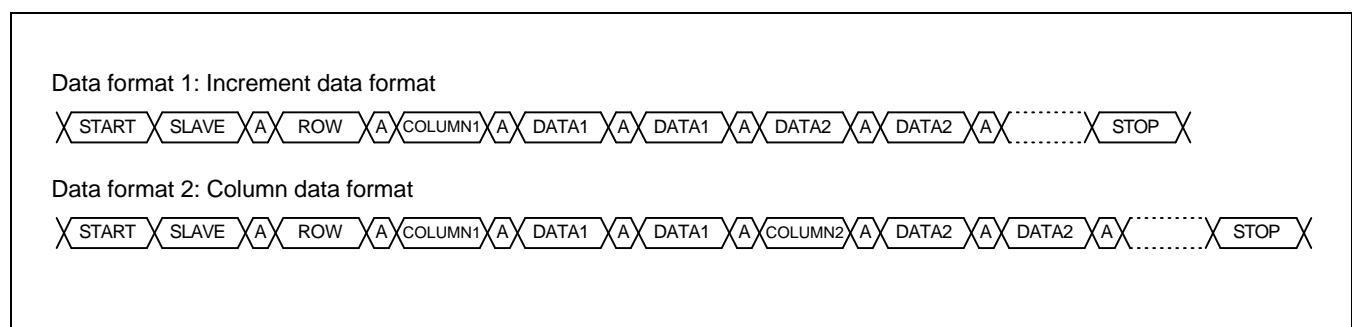 Data format 1: Increment data format
START SLAVE A ROW A COLUMN1 A DATA1 A DATA1 A DATA2 A DATA2 A STOP
Data format 2: Column data format
START SLAVE A ROW A COLUMN1 A DATA1 A DATA1 A COLUMN2 A DATA2 A DATA2 A STOP